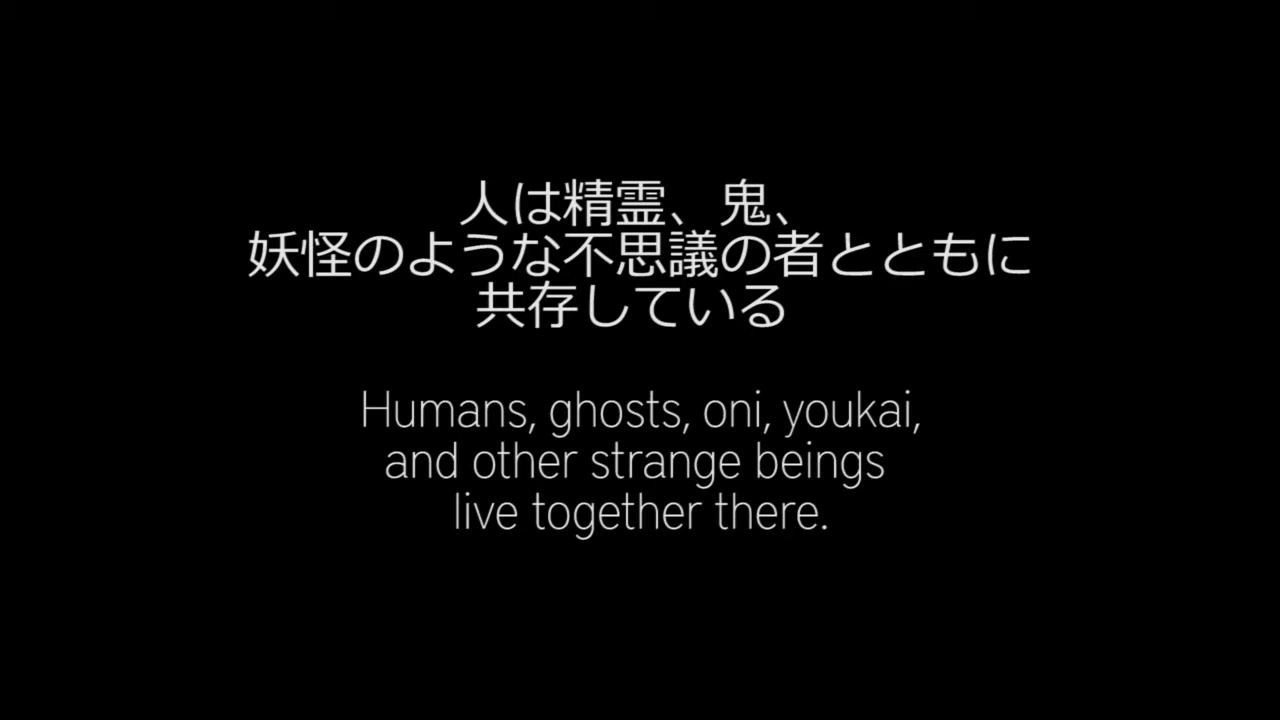 人は精霊、鬼、
妖怪のような不思議の者とともに
共存している
Humans, ghosts, oni, youkai,
and other strange beings
live together there.